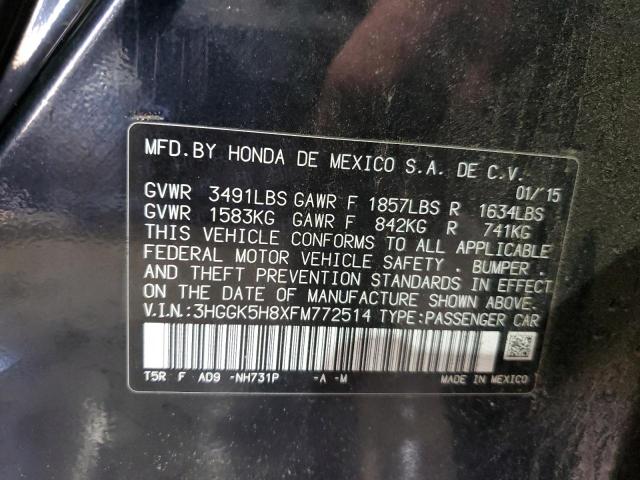 MFD.BY HONDA DE MEXICO S.A. DE C.V.
01/'15
GVWR 3491LBS GAWR F 1857LBS R 1634LBS
GVWR 1583KG GAWR F 842KG R 741KG
THIS VEHICLE CONFORMS TO ALL APPLICABLE
FEDERAL MOTOR VEHICLE SAFETY , BUMPER ,
AND THEFT PREVENTION STANDARDS IN EFFECT
ON THE DATE OF MANUFACTURE SHOWN ABOVE.
V.I.N.:3HGGK5H8XFM772514 TYPE:PASSENGER CAR
T5R F AD9 -NH731P -A -M MADE IN MEXICO